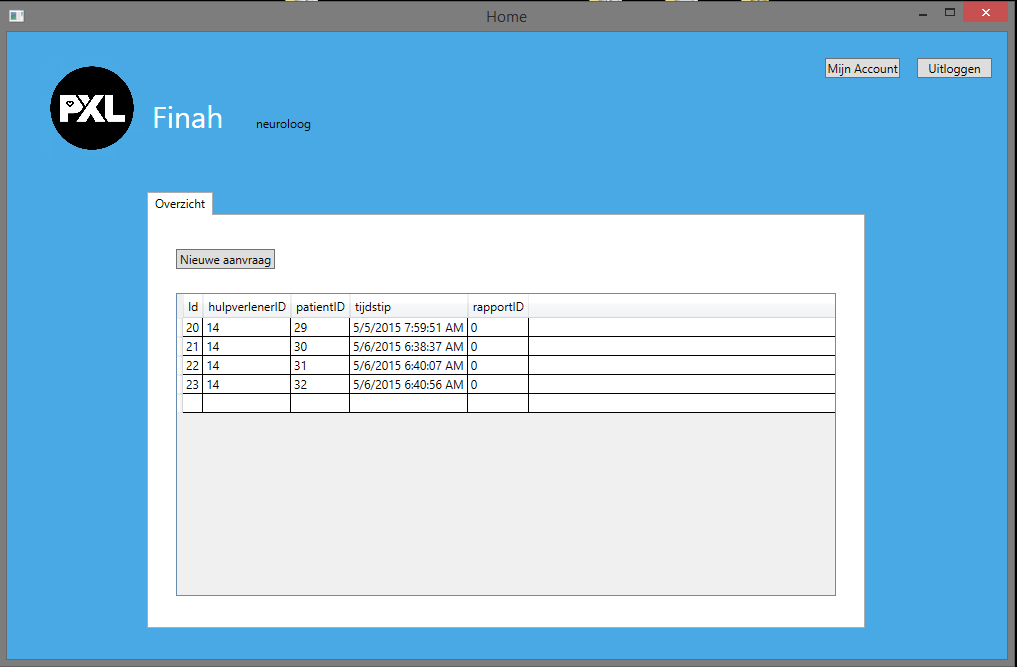 Home
Mijn Account Uitloggen
PXL
Finah neuroloog
Overzicht
Nieuwe aanvraag
Id hulpverlenerID patientID tijdstip rapportID
20 14 29 5/5/2015 7:59:51 AM 0
21 14 30 5/6/2015 6:38:37 AM 0
22 14 31 5/6/2015 6:40:07 AM 0
23 14 32 5/6/2015 6:40:56 AM 0